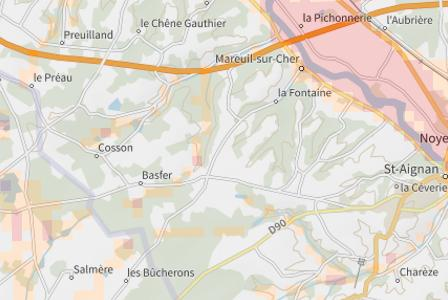 la Pichonnerie
l'Aubrière
le Chêne Gauthier
Preuilland
Mareuil-sur-Cher
le Préau
la Fontaine
Noye
Cosson
St-Aignan
Basfer
la Céverie
D90
Salmère
les Bûcherons
Charèze